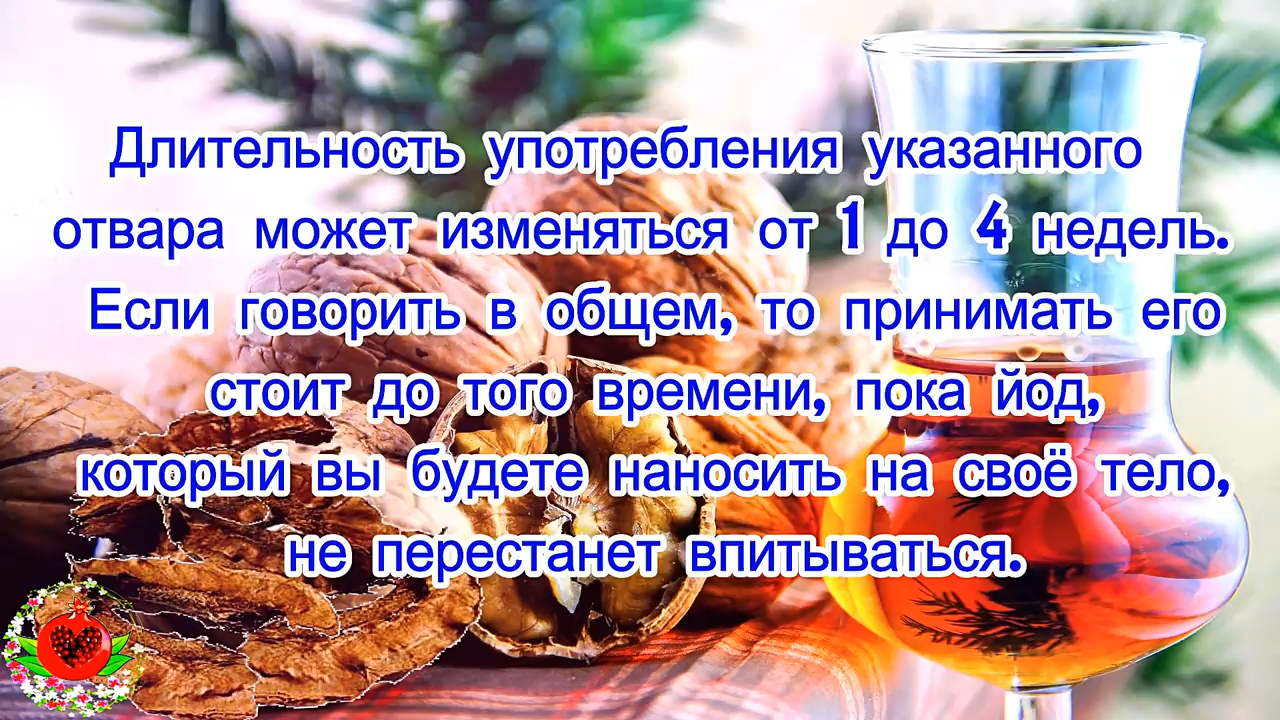 Длительность употребления указанного
отвара может изменяться от 1 до 4 недель.
Если говорить в общем, то принимать его
стоит до того времени, пока йод,
который вы будете наносить на своё тело,
не перестанет впитываться.